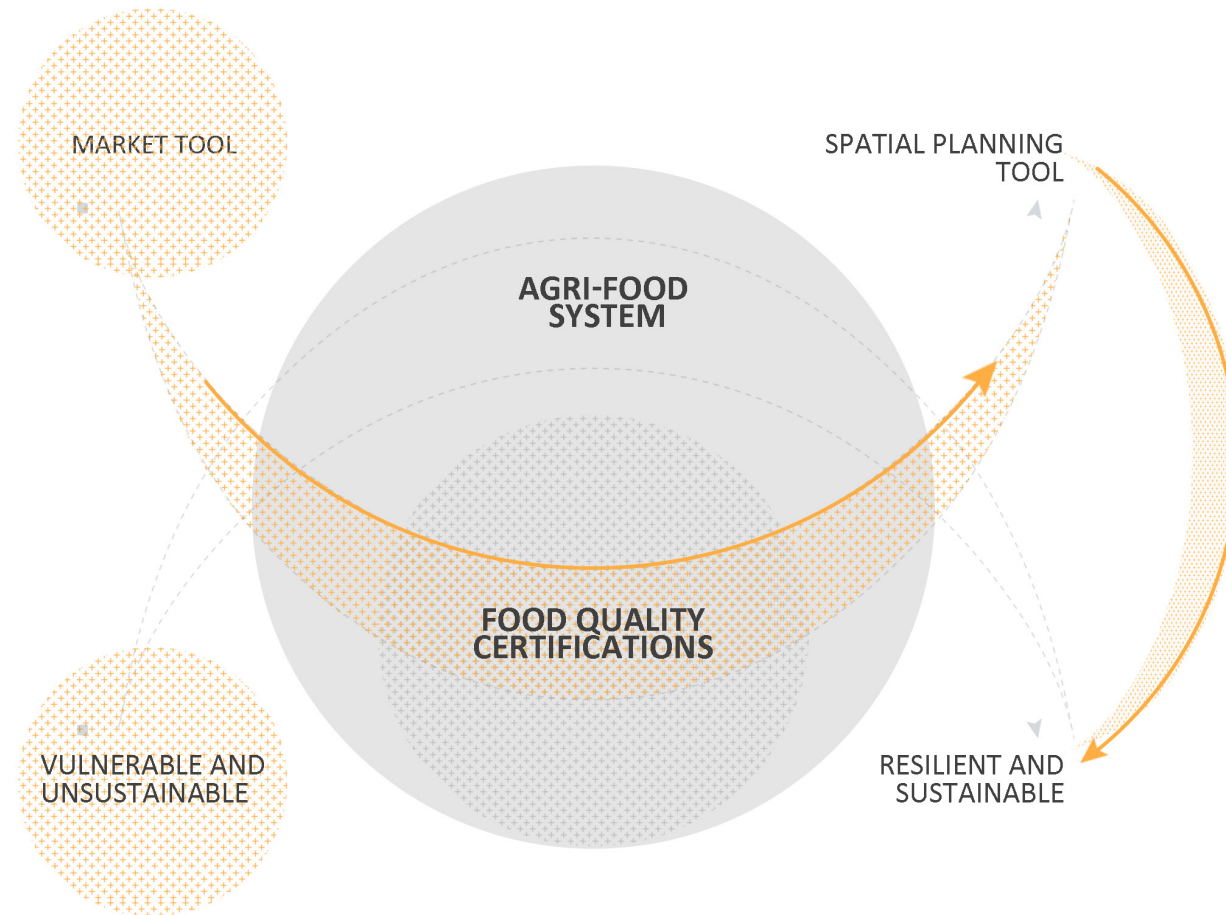 MARKET TOOL
SPATIAL PLANNING
TOOL
AGRI-FOOD
SYSTEM
FOOD QUALITY
CERTIFICATIONS
VULNERABLE AND
UNSUSTAINABLE
RESILIENT AND
SUSTAINABLE